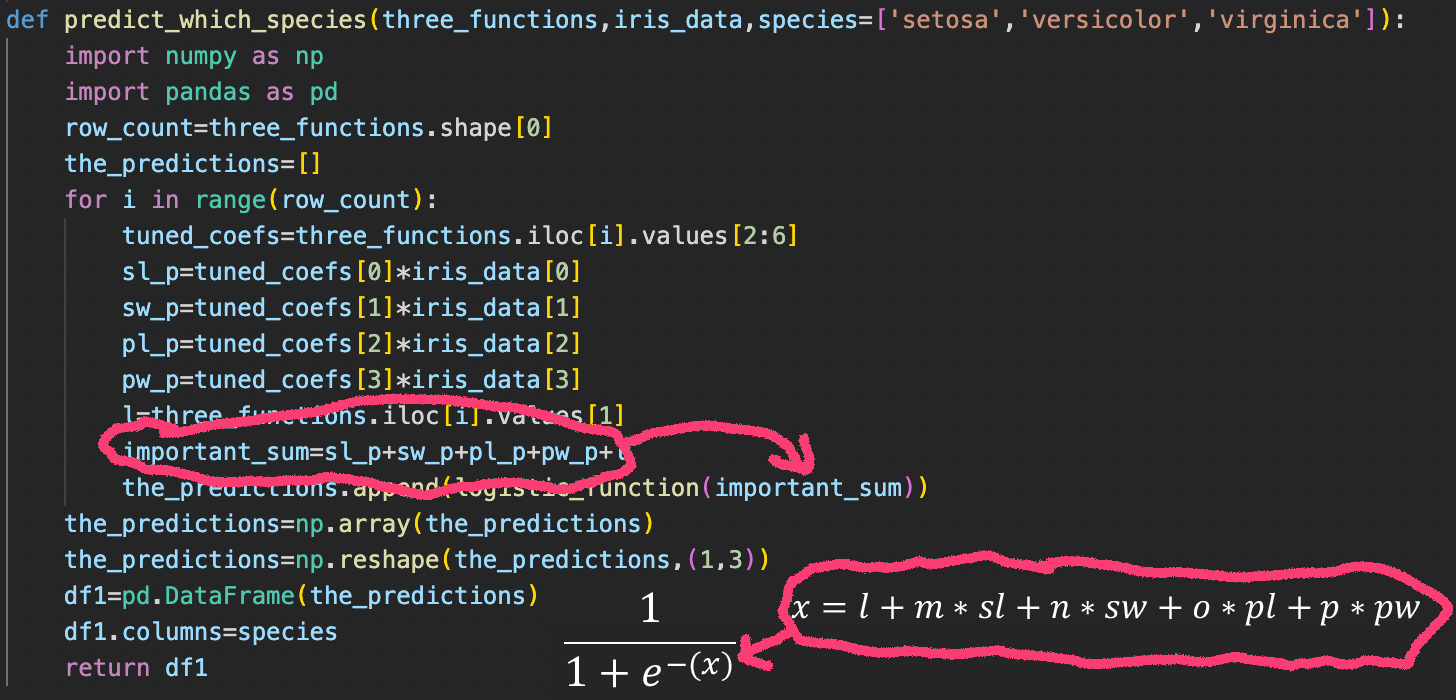 def predict_which_species(three_functions,iris_data,species=['setosa','versicolor','virginica']):
import numpy as np
import pandas as pd
row_count=three_functions.shape[0]
the_predictions=[]
for i in range(row_count):
tuned_coefs=three_functions.iloc[i].values[2:6]
sl_p=tuned_coefs[0]*iris_data[0]
sw_p=tuned_coefs[1]*iris_data[1]
pl_p=tuned_coefs[2]*iris_data[2]
pw_p=tuned_coefs[3]*iris_data[3]
l=three_functions.iloc[i].values[1]
important_sum=sl_p+sw_p+pl_p+pw_p+l
the_predictions.append(logistic_function(important_sum))
the_predictions=np.array(the_predictions)
the_predictions=np.reshape(the_predictions,(1,3))
df1=pd.DataFrame(the_predictions)
df1.columns=species
return df1
1
1 + e^{-(x)}
x = l + m * sl + n * sw + o * pl + p * pw